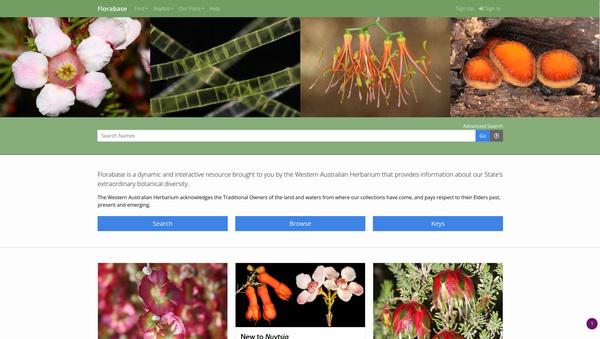 Florabase Find Nuytsia Our Flora Help Sign Up Sign In
Advanced Search
Search Names Go
Florabase is a dynamic and interactive resource brought to you by the Western Australian Herbarium that provides information about our State's
extraordinary botanical diversity.
The Western Australian Herbarium acknowledges the Traditional Owners of the land and waters from where our collections have come, and pays respect to their Elders past,
present and emerging.
Search Browse Keys
New to Nuytsia